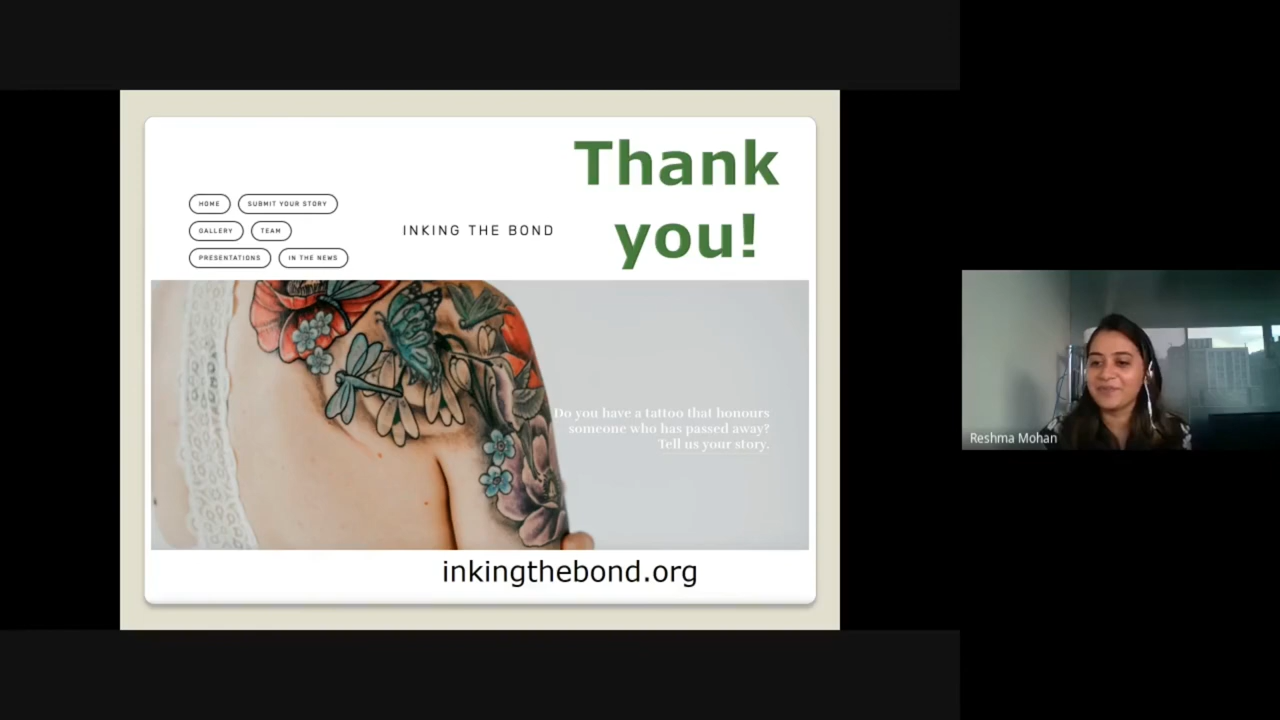 Thank
you!
HOME
SUBMIT YOUR STORY
GALLERY
TEAM
PRESENTATIONS
IN THE NEWS
INKING THE BOND
Do you have a tattoo that honours
someone who has passed away?
Tell us your story.
inkingthebond.org
Reshma Mohan